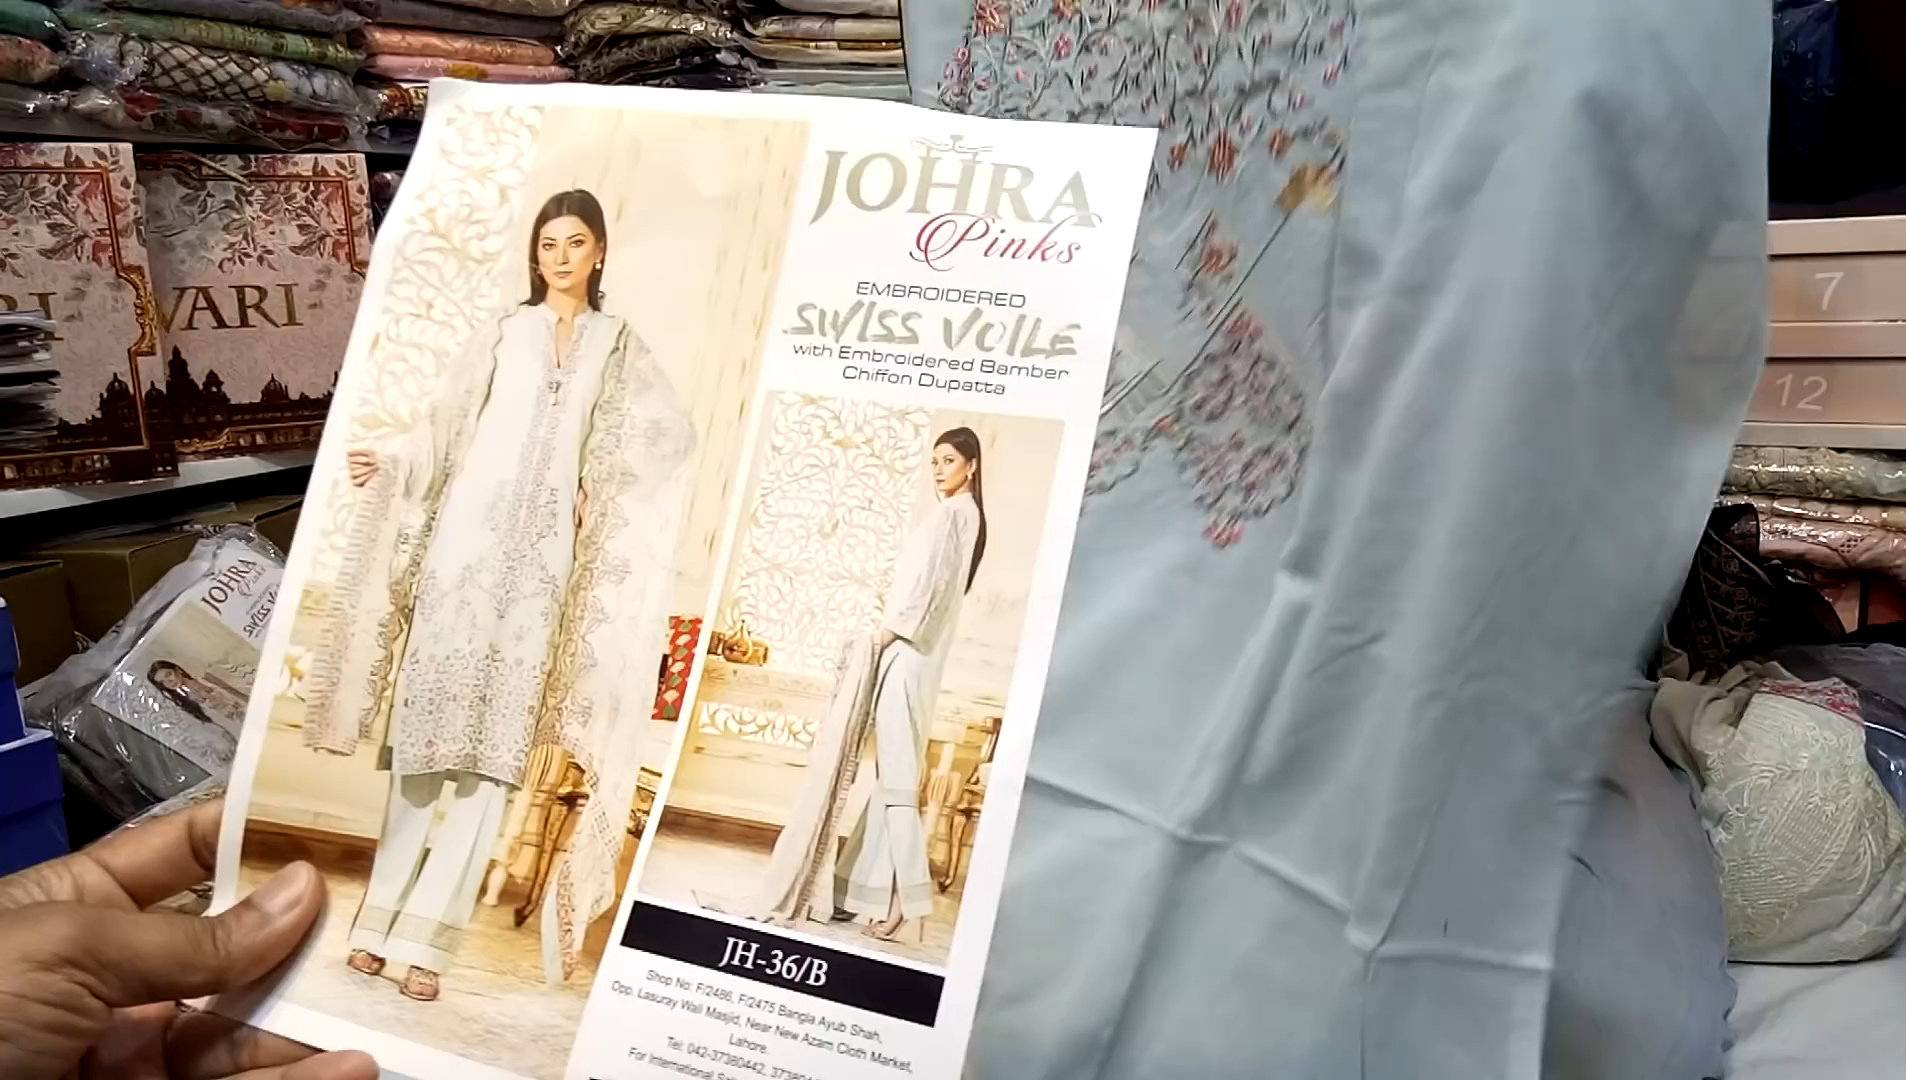 JOHRA
Pinks
EMBROIDERED
SWISS VOILE
with Embroidered Bamber
Chiffon Dupatta
JH-36/B
Shop No: F/2486, F/2475 Bangla Ayub Shah,
Opp. Lasuray Wali Masjid, Near New Azam Cloth Market,
Lahore.
Tel: 042-37380442,
For International
VARI
JOHRA
Pinks
SWISS
7
12